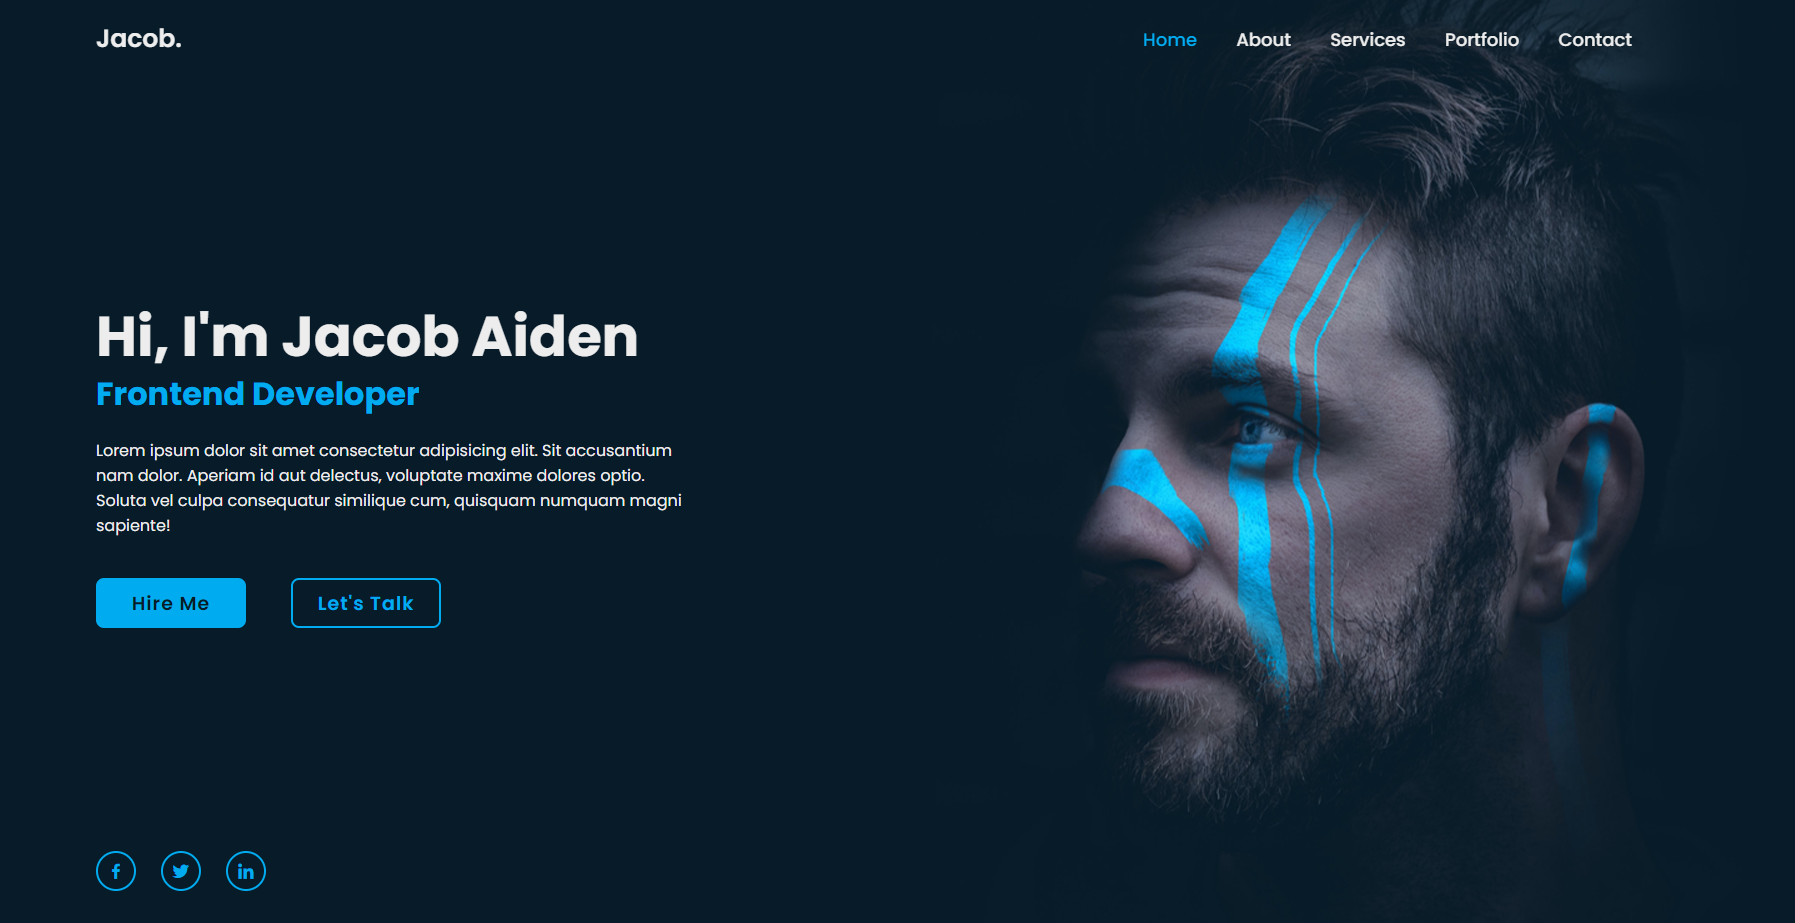 Jacob.
Home About Services Portfolio Contact
Hi, I'm Jacob Aiden
Frontend Developer
Lorem ipsum dolor sit amet consectetur adipisicing elit. Sit accusantium
nam dolor. Aperiam id aut delectus, voluptate maxime dolores optio.
Soluta vel culpa consequatur similique cum, quisquam numquam magni
sapiente!
Hire Me
Let's Talk